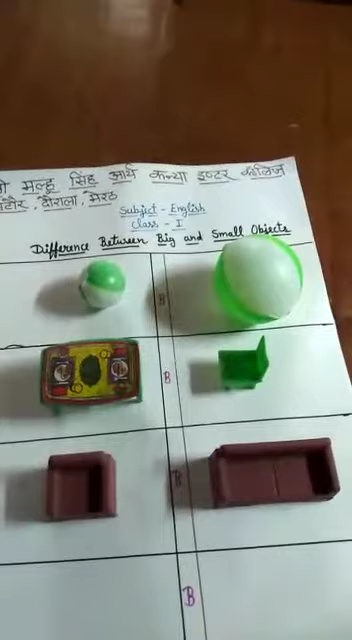 मल्हू सिंह आर्य कन्या इण्टर कॉलिज
दौराला, मेरठ
Subject - English
Class - I
Difference Between Big and Small Objects
B
B
B
B